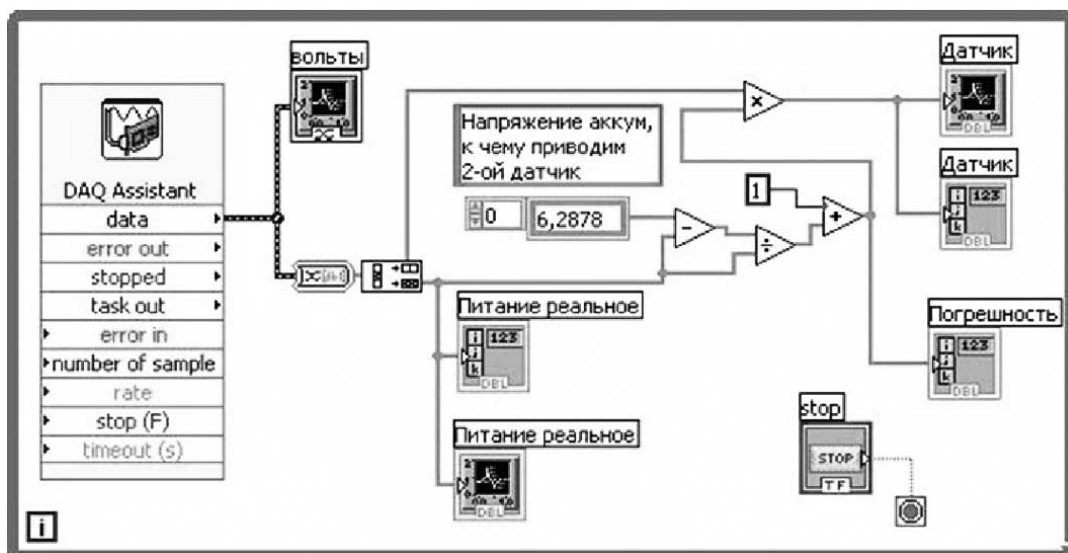 вольты
DAQ Assistant
data
error out
stopped
task out
error in
number of sample
rate
stop (F)
timeout (s)
Напряжение аккум,
к чему приводим
2-ой датчик
0
6,2878
1
×
-
÷
+
Датчик
DBL
Датчик
i
j
k
123
DBL
Питание реальное
i
j
k
123
DBL
Питание реальное
DBL
Погрешность
i
j
k
123
DBL
stop
STOP
TF
i